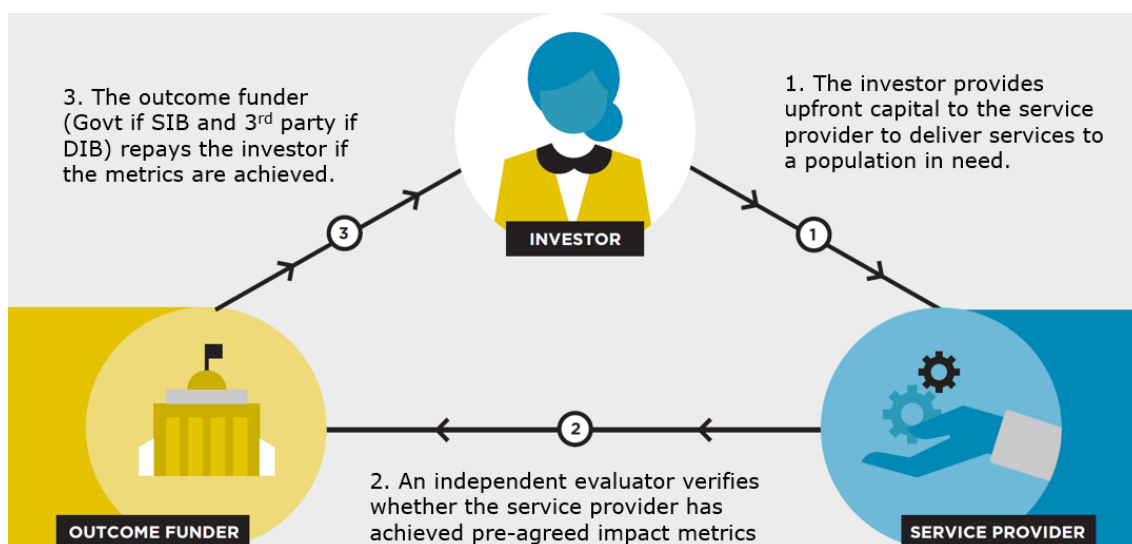 3. The outcome funder
(Govt if SIB and 3rd party if
DIB) repays the investor if
the metrics are achieved.
1. The investor provides
upfront capital to the service
provider to deliver services to
a population in need.
3
INVESTOR
1
2
2. An independent evaluator verifies
whether the service provider has
achieved pre-agreed impact metrics
OUTCOME FUNDER
SERVICE PROVIDER